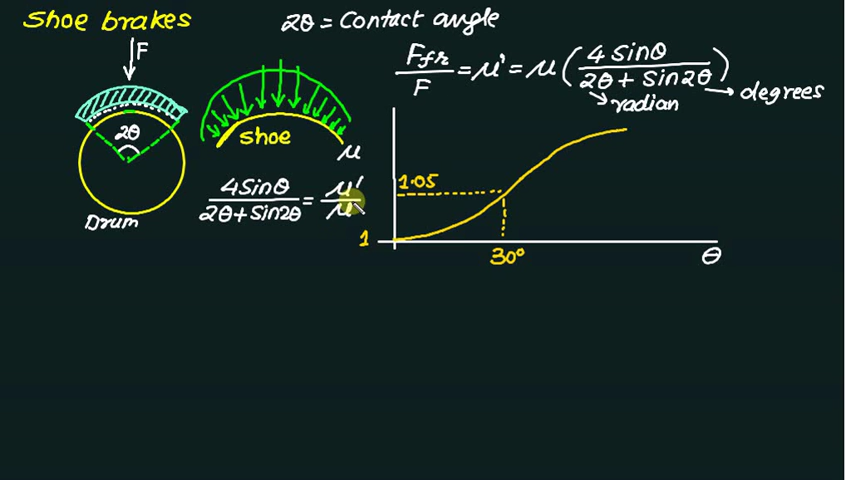 Shoe brakes
2θ = Contact angle
F
F_fr/F = μ' = μ (4 Sinθ / 2θ + Sin2θ)
radian
degrees
2θ
Shoe
μ
Drum
4Sinθ / 2θ+Sin2θ = μ'/μ
1.05
1
30°
θ